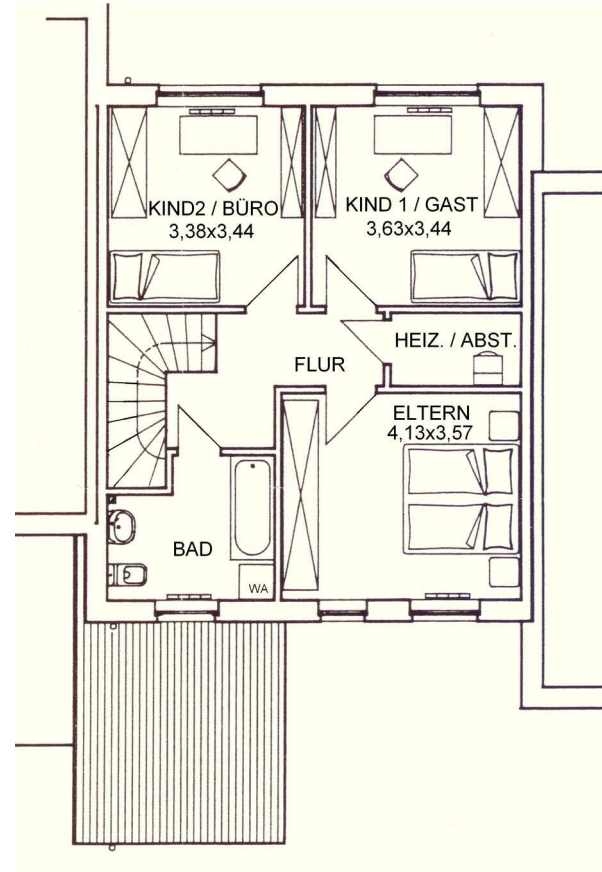 KIND2 / BÜRO
3,38x3,44
KIND 1 / GAST
3,63x3,44
HEIZ. / ABST.
FLUR
ELTERN
4,13x3,57
BAD
WA